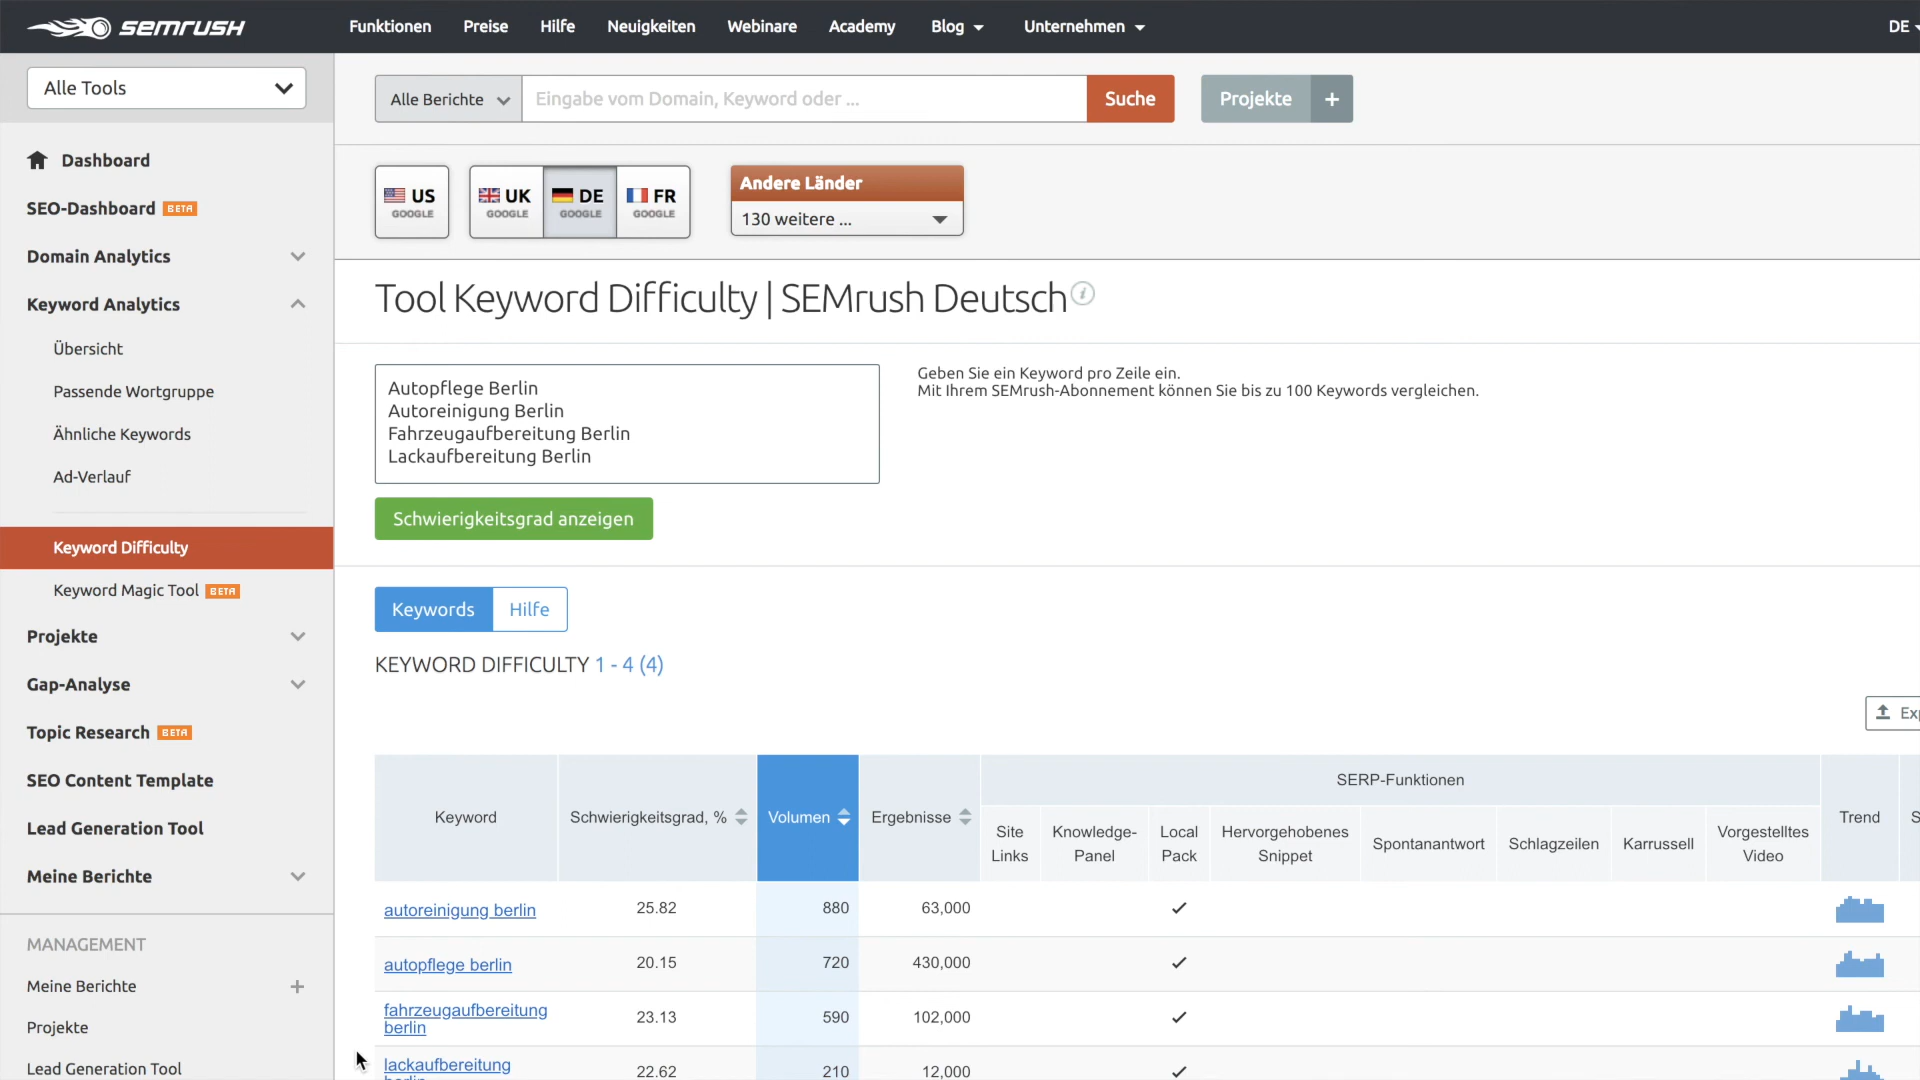 SEMRUSH
Funktionen
Preise
Hilfe
Neuigkeiten
Webinare
Academy
Blog
Unternehmen
DE
Alle Tools
Alle Berichte
Eingabe vom Domain, Keyword oder ...
Suche
Projekte
+
Dashboard
SEO-Dashboard BETA
Domain Analytics
Keyword Analytics
Übersicht
Passende Wortgruppe
Ähnliche Keywords
Ad-Verlauf
Keyword Difficulty
Keyword Magic Tool BETA
Projekte
Gap-Analyse
Topic Research BETA
SEO Content Template
Lead Generation Tool
Meine Berichte
MANAGEMENT
Meine Berichte +
Projekte
Lead Generation Tool
US
GOOGLE
UK
GOOGLE
DE
GOOGLE
FR
GOOGLE
Andere Länder
130 weitere ...
Tool Keyword Difficulty | SEMrush Deutsch i
Autopflege Berlin
Autoreinigung Berlin
Fahrzeugaufbereitung Berlin
Lackaufbereitung Berlin
Geben Sie ein Keyword pro Zeile ein.
Mit Ihrem SEMrush-Abonnement können Sie bis zu 100 Keywords vergleichen.
Schwierigkeitsgrad anzeigen
Keywords
Hilfe
KEYWORD DIFFICULTY 1 - 4 (4)
Keyword
Schwierigkeitsgrad, %
Volumen
Ergebnisse
SERP-Funktionen
Site
Links
Knowledge-
Panel
Local
Pack
Hervorgehobenes
Snippet
Spontanantwort
Schlagzeilen
Karrussell
Vorgestelltes
Video
Trend
autoreinigung berlin 25.82 880 63,000 ✓
autopflege berlin 20.15 720 430,000 ✓
fahrzeugaufbereitung
berlin 23.13 590 102,000 ✓
lackaufbereitung
berlin 22.62 210 12,000 ✓